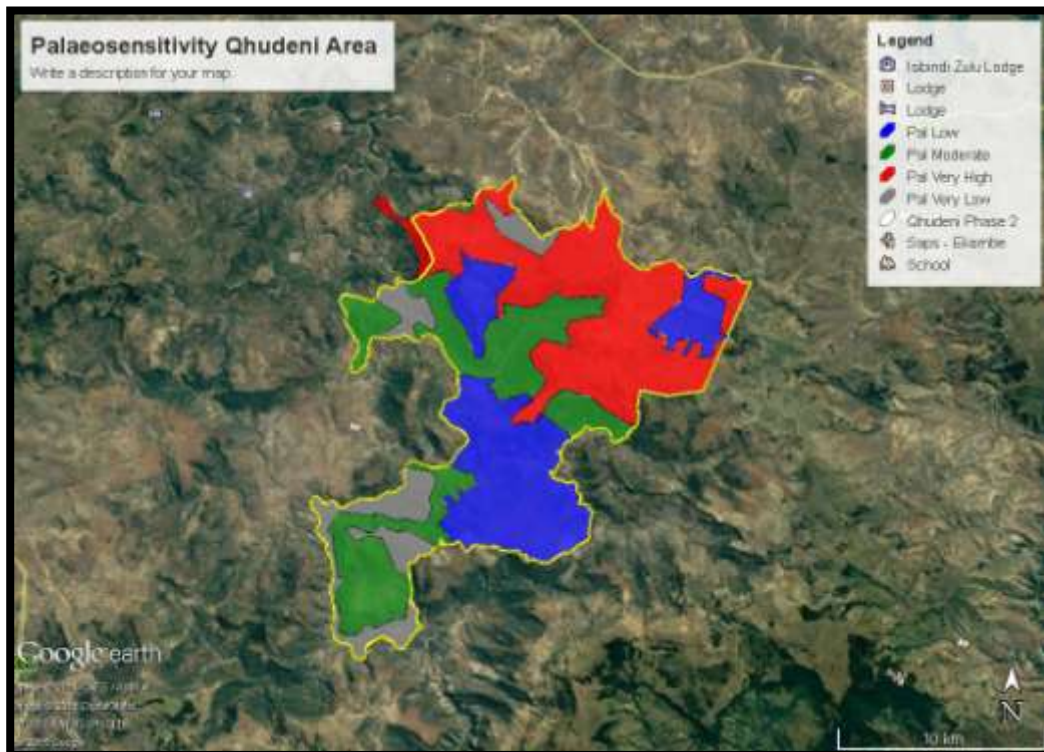 Palaeosensitivity Qhudeni Area
Write a description for your map.
Legend
Isibindi Zulu Lodge
Lodge
Lodge
Pal Low
Pal Moderate
Pal Very High
Pal Very Low
Qhudeni Phase 2
Saps - Ekombe
School
Google earth
N
10 km